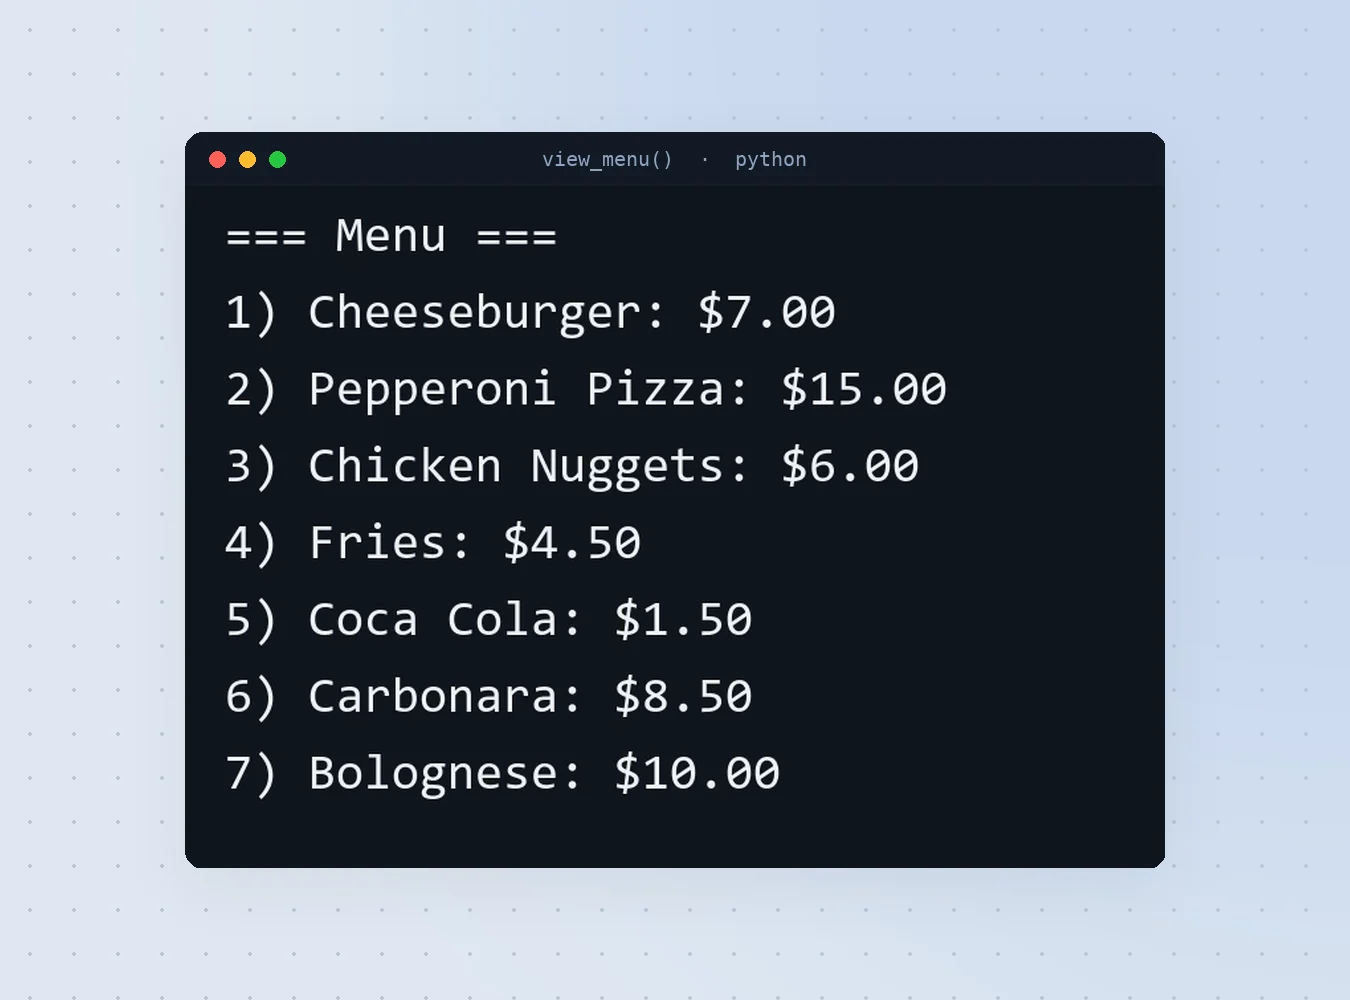 view_menu() · python
=== Menu ===
1) Cheeseburger: $7.00
2) Pepperoni Pizza: $15.00
3) Chicken Nuggets: $6.00
4) Fries: $4.50
5) Coca Cola: $1.50
6) Carbonara: $8.50
7) Bolognese: $10.00